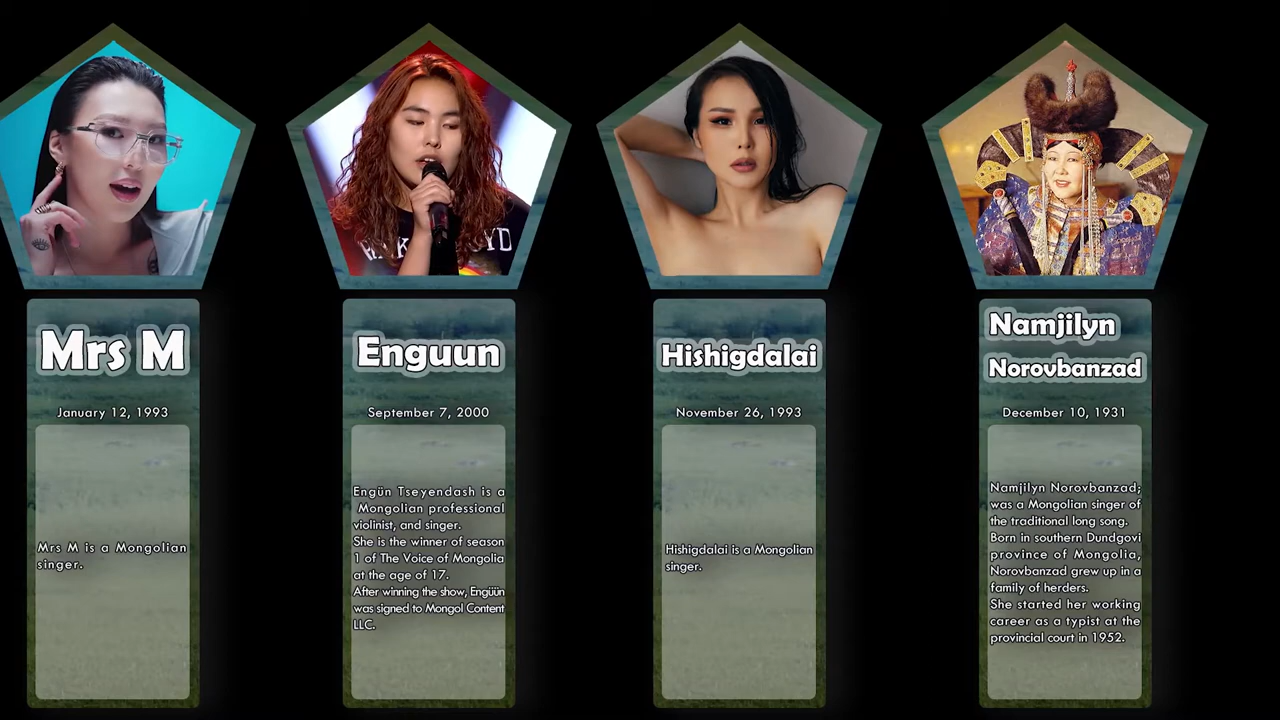 Mrs M
January 12, 1993
Mrs M is a Mongolian
singer.
Enguun
September 7, 2000
Engün Tseyendash is a
Mongolian professional
violinist, and singer.
She is the winner of season
1 of The Voice of Mongolia
at the age of 17.
After winning the show, Engüün
was signed to Mongol Content
LLC.
Hishigdalai
November 26, 1993
Hishigdalai is a Mongolian
singer.
Namjilyn
Norovbanzad
December 10, 1931
Namjilyn Norovbanzad;
was a Mongolian singer of
the traditional long song.
Born in southern Dundgovi
province of Mongolia,
Norovbanzad grew up in a
family of herders.
She started her working
career as a typist at the
provincial court in 1952.